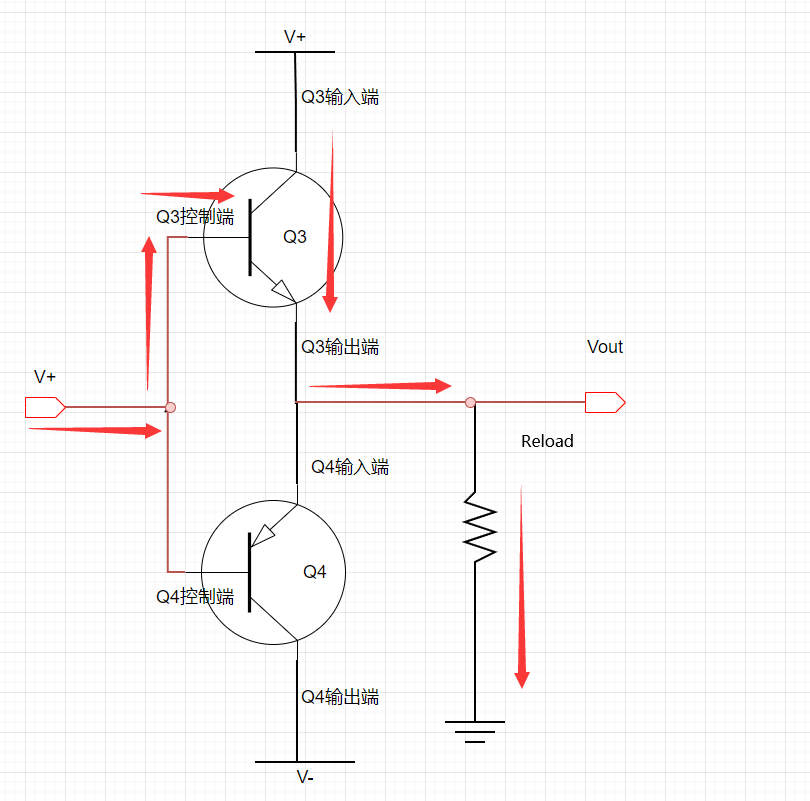 V+
Q3输入端
Q3控制端
Q3
Q3输出端
Vout
V+
Reload
Q4输入端
Q4
Q4控制端
Q4输出端
V-